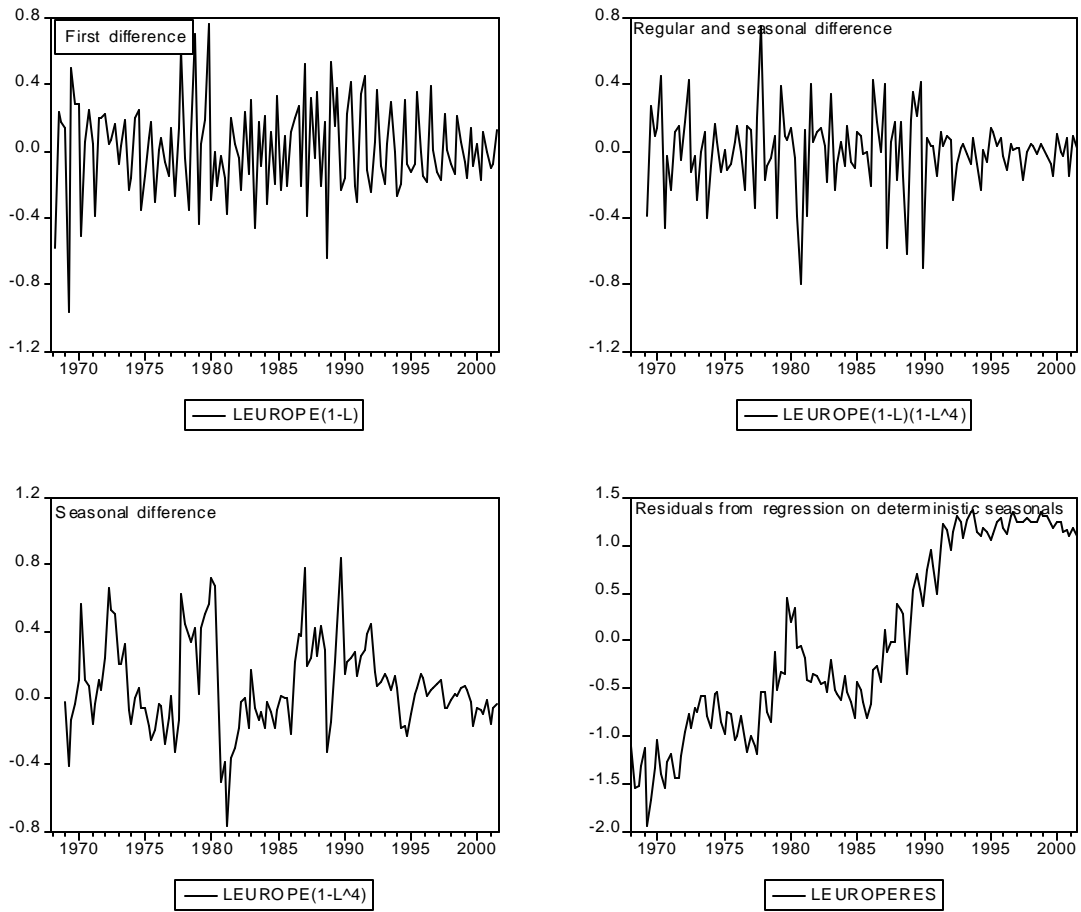 First difference
0.8
0.4
0.0
-0.4
-0.8
-1.2
1970 1975 1980 1985 1990 1995 2000
LEUROPE(1-L)
Regular and seasonal difference
0.8
0.4
0.0
-0.4
-0.8
-1.2
1970 1975 1980 1985 1990 1995 2000
LEUROPE(1-L)(1-L^4)
Seasonal difference
1.2
0.8
0.4
0.0
-0.4
-0.8
1970 1975 1980 1985 1990 1995 2000
LEUROPE(1-L^4)
Residuals from regression on deterministic seasonals
1.5
1.0
0.5
0.0
-0.5
-1.0
-1.5
-2.0
1970 1975 1980 1985 1990 1995 2000
LEUROPERES